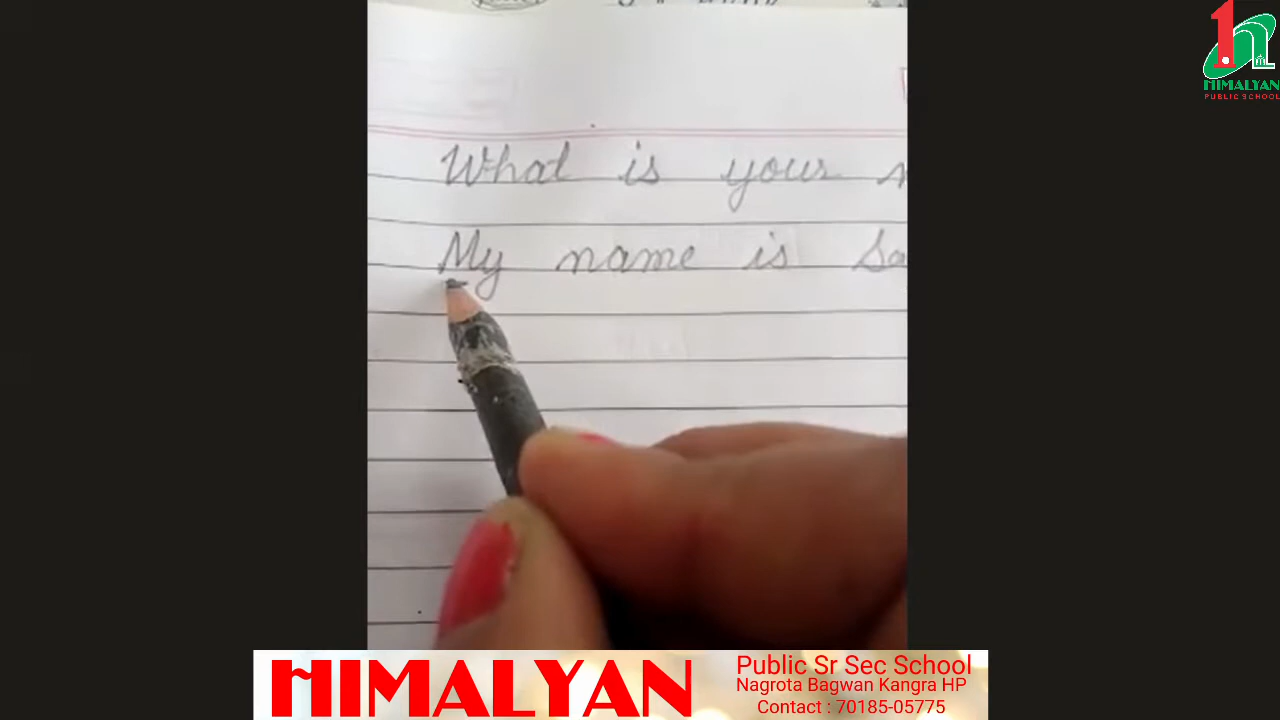 HIMALYAN
PUBLIC SCHOOL
What is your
My name is Sa
HIMALYAN
Public Sr Sec School
Nagrota Bagwan Kangra HP
Contact : 70185-05775